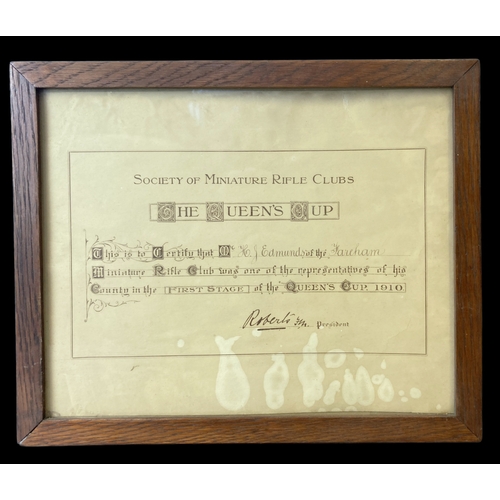 Society of Miniature Rifle Clubs
The Queen's Cup
This is to Certify that Mr H J Edmunds of the Fareham
Miniature Rifle Club was one of the representatives of his
County in the First Stage of the Queen's Cup, 1910
Roberts F.M. President